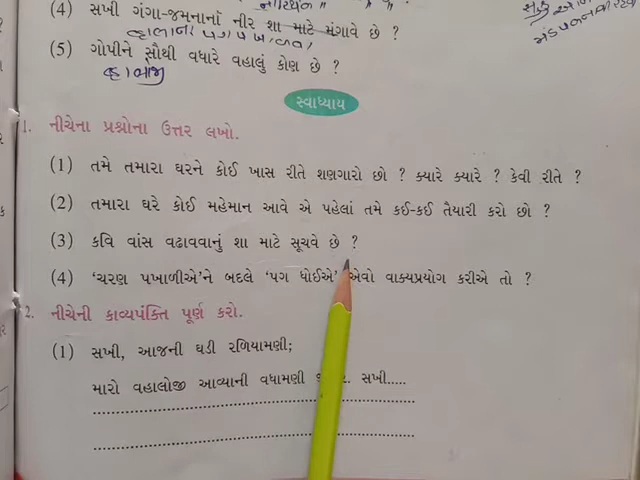 (4) સખી ગંગા-જમનાનાં નીર શા માટે મંગાવે છે ?
(5) ગોપીને સૌથી વધારે વહાલું કોણ છે ?
સ્વાધ્યાય
1. નીચેના પ્રશ્નોના ઉત્તર લખો.
(1) તમે તમારા ઘરને કોઈ ખાસ રીતે શણગારો છો ? ક્યારે ક્યારે ? કેવી રીતે ?
(2) તમારા ઘરે કોઈ મહેમાન આવે એ પહેલાં તમે કઈ-કઈ તૈયારી કરો છો ?
(3) કવિ વાંસ વઢાવવાનું શા માટે સૂચવે છે ?
(4) ‘ચરણ પખાળીએ’ને બદલે ‘પગ ધોઈએ’ એવો વાક્યપ્રયોગ કરીએ તો ?
2. નીચેની કાવ્યપંક્તિ પૂર્ણ કરો.
(1) સખી, આજની ઘડી રળિયામણી;
મારો વહાલોજી આવ્યાની વધામણી સખી.....